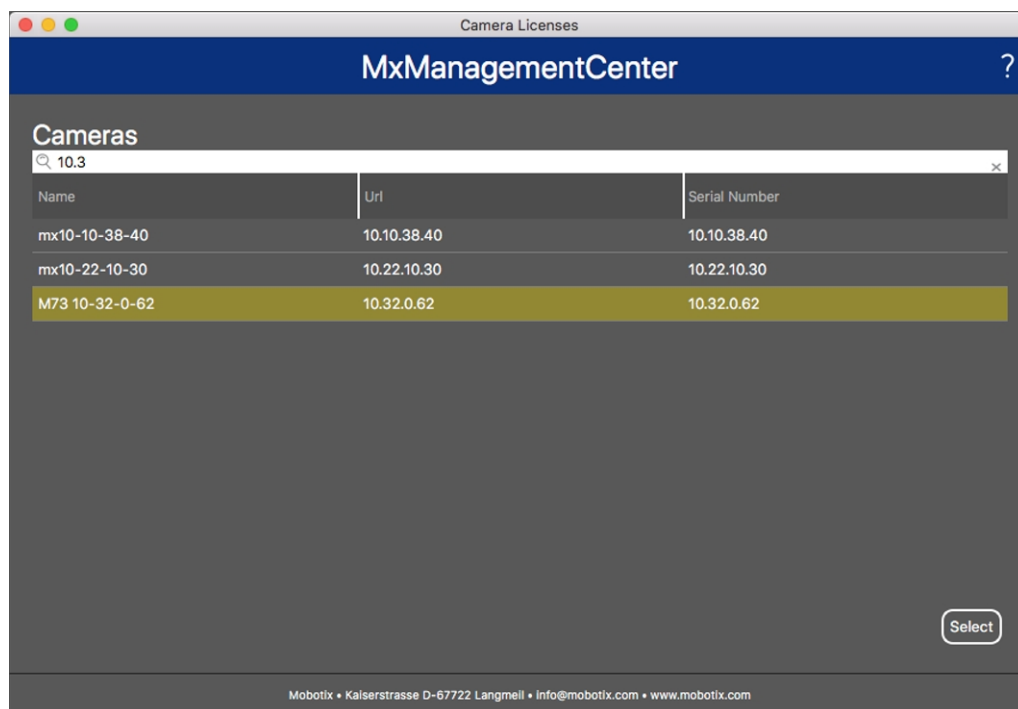 Camera Licenses
MxManagementCenter ?
Cameras
10.3 ×
Name Url Serial Number
mx10-10-38-40 10.10.38.40 10.10.38.40
mx10-22-10-30 10.22.10.30 10.22.10.30
M73 10-32-0-62 10.32.0.62 10.32.0.62
Select
Mobotix • Kaiserstrasse D-67722 Langmeil • info@mobotix.com • www.mobotix.com